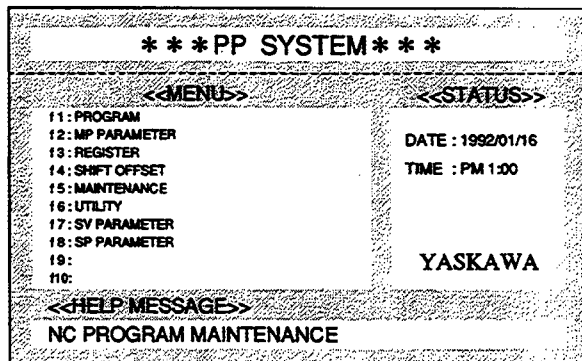 ***PP SYSTEM***
<<MENU>>
f1:PROGRAM
f2:MP PARAMETER
f3:REGISTER
f4:SHIFT OFFSET
f5:MAINTENANCE
f6:UTILITY
f7:SV PARAMETER
f8:SP PARAMETER
f9:
f10:
<<STATUS>>
DATE : 1992/01/16
TIME : PM 1:00
YASKAWA
<<HELP MESSAGE>>
NC PROGRAM MAINTENANCE